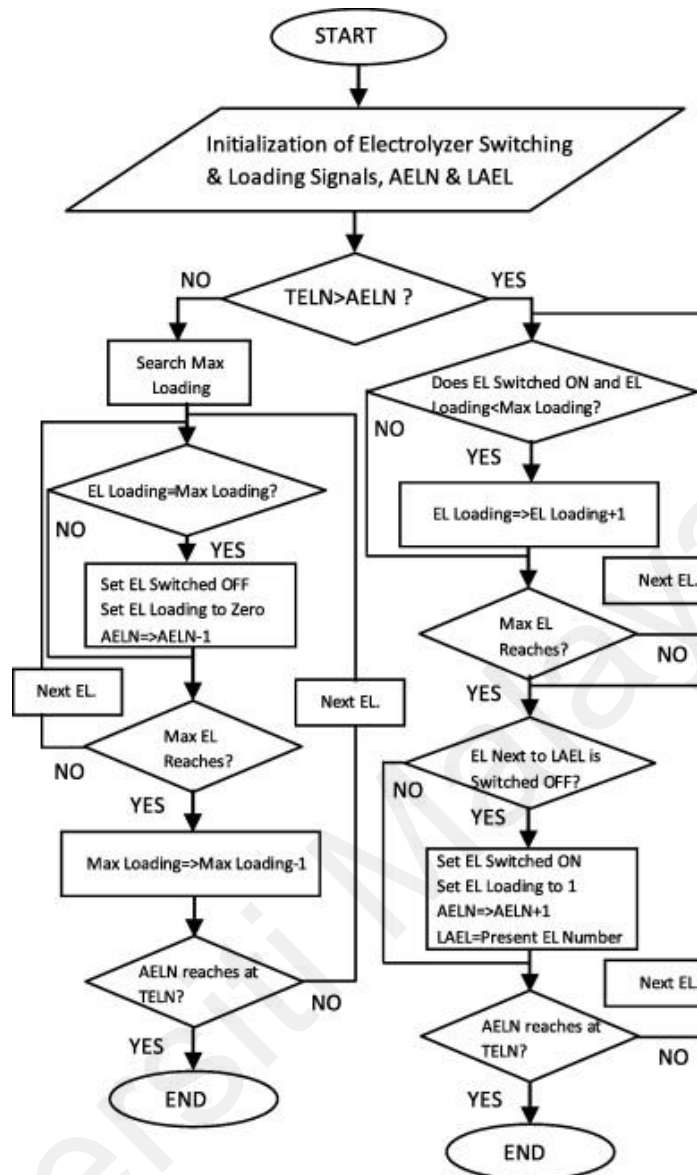 START
Initialization of Electrolyzer Switching
& Loading Signals, AELN & LAEL
TELN>AELN ?
NO
YES
Search Max
Loading
EL Loading=Max Loading?
NO
YES
Set EL Switched OFF
Set EL Loading to Zero
AELN=>AELN-1
Next EL.
Next EL.
Max EL
Reaches?
NO
YES
Max Loading=>Max Loading-1
AELN reaches at
TELN?
NO
YES
END
Does EL Switched ON and EL
Loading<Max Loading?
NO
YES
EL Loading=>EL Loading+1
Next EL.
Max EL
Reaches?
NO
YES
EL Next to LAEL is
Switched OFF?
NO
YES
Set EL Switched ON
Set EL Loading to 1
AELN=>AELN+1
LAEL=Present EL Number
Next EL.
AELN reaches at
TELN?
NO
YES
END
ersiti Malaya